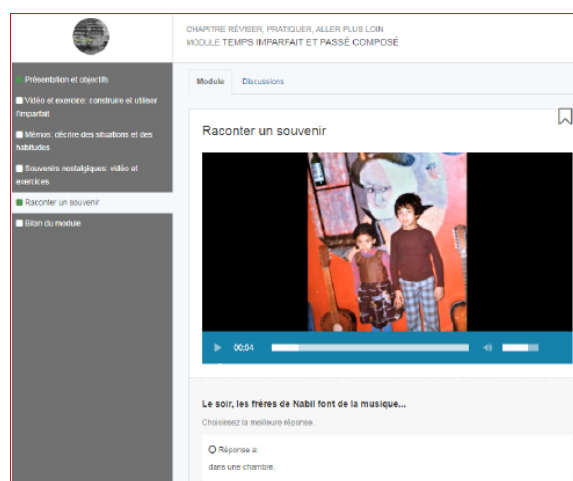 CHAPITRE RÉVISER, PRATIQUER, ALLER PLUS LOIN
MODULE TEMPS IMPARFAIT ET PASSÉ COMPOSÉ
Présentation et objectifs
Vidéo et exercice: construire et utiliser
l'imparfait
Mémos: décrire des situations et des
habitudes
Souvenirs nostalgiques: vidéo et
exercices
Raconter un souvenir
Bilan du module
Module Discussions
Raconter un souvenir
00:04
Le soir, les frères de Nabil font de la musique...
Choisissez la meilleure réponse.
Réponse a:
dans une chambre.